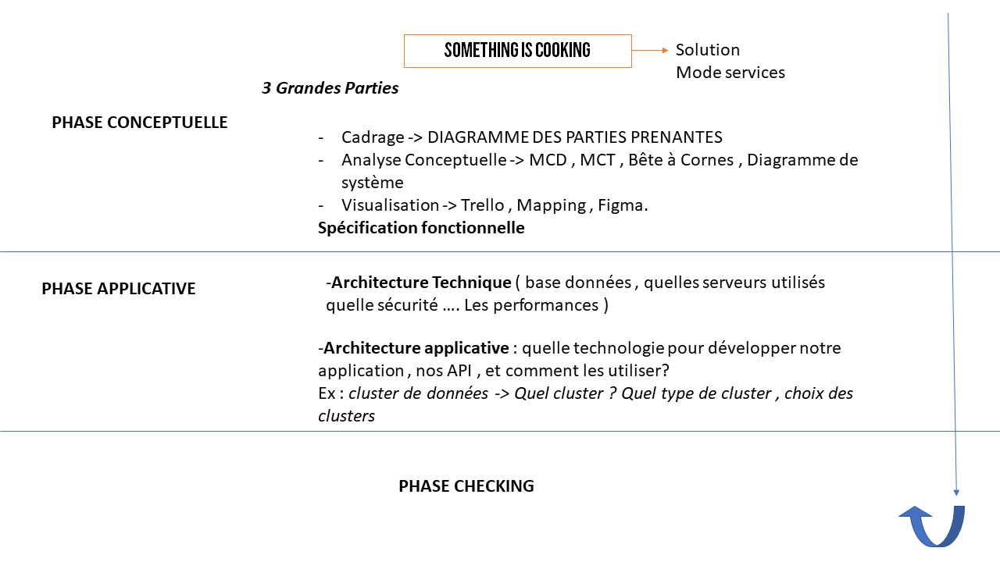 SOMETHING IS COOKING
Solution
Mode services
3 Grandes Parties
PHASE CONCEPTUELLE
- Cadrage -> DIAGRAMME DES PARTIES PRENANTES
- Analyse Conceptuelle -> MCD , MCT , Bête à Cornes , Diagramme de
système
- Visualisation -> Trello , Mapping , Figma.
Spécification fonctionnelle
PHASE APPLICATIVE
-Architecture Technique ( base données , quelles serveurs utilisés
quelle sécurité .... Les performances )
-Architecture applicative : quelle technologie pour développer notre
application , nos API , et comment les utiliser?
Ex : cluster de données -> Quel cluster ? Quel type de cluster , choix des
clusters
PHASE CHECKING